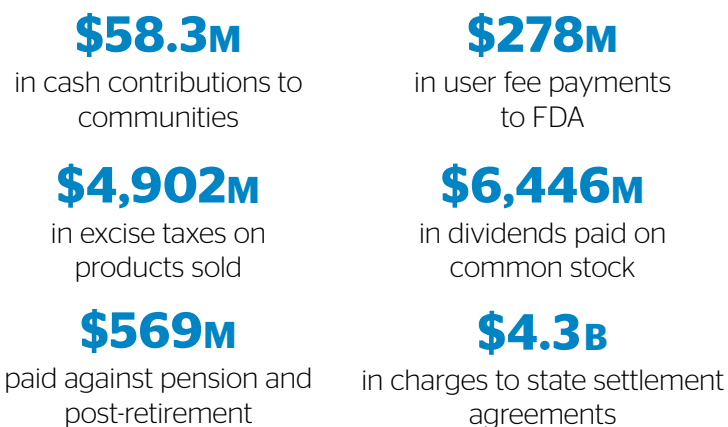 $58.3M
in cash contributions to
communities
$278M
in user fee payments
to FDA
$4,902M
in excise taxes on
products sold
$6,446M
in dividends paid on
common stock
$569M
paid against pension and
post-retirement
$4.3B
in charges to state settlement
agreements